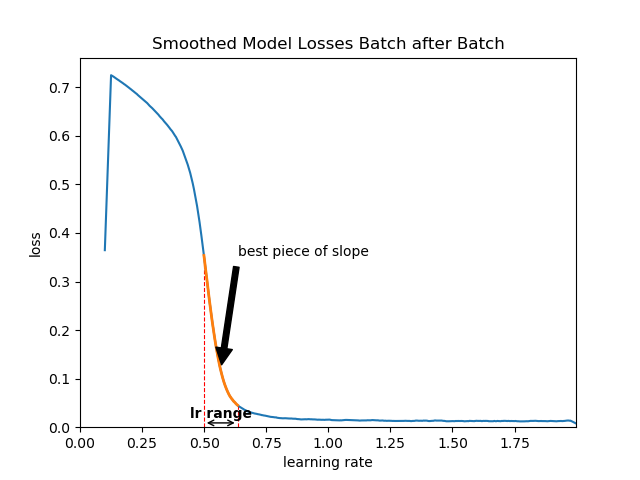 Smoothed Model Losses Batch after Batch
0.7
0.6
0.5
0.4
0.3
0.2
0.1
0.0
loss
best piece of slope
lr range
0.00 0.25 0.50 0.75 1.00 1.25 1.50 1.75
learning rate